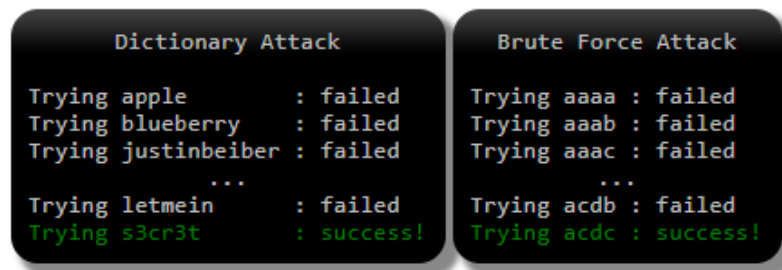 Dictionary Attack
Trying apple : failed
Trying blueberry : failed
Trying justinbeiber : failed
...
Trying letmein : failed
Trying s3cr3t : success!
Brute Force Attack
Trying aaaa : failed
Trying aaab : failed
Trying aaac : failed
...
Trying acdb : failed
Trying acdc : success!